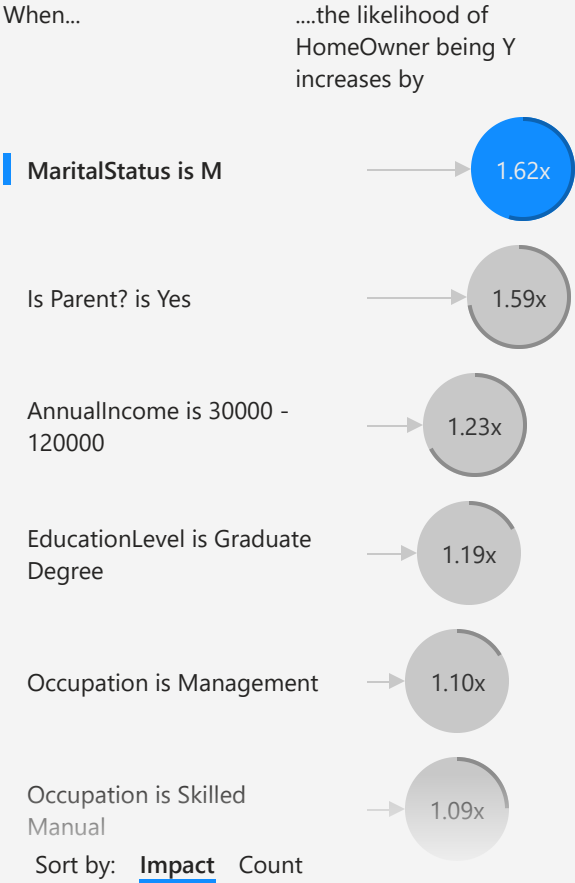 When...
....the likelihood of
HomeOwner being Y
increases by
MaritalStatus is M
1.62x
Is Parent? is Yes
1.59x
AnnualIncome is 30000 -
120000
1.23x
EducationLevel is Graduate
Degree
1.19x
Occupation is Management
1.10x
Occupation is Skilled
Manual
1.09x
Sort by: Impact Count